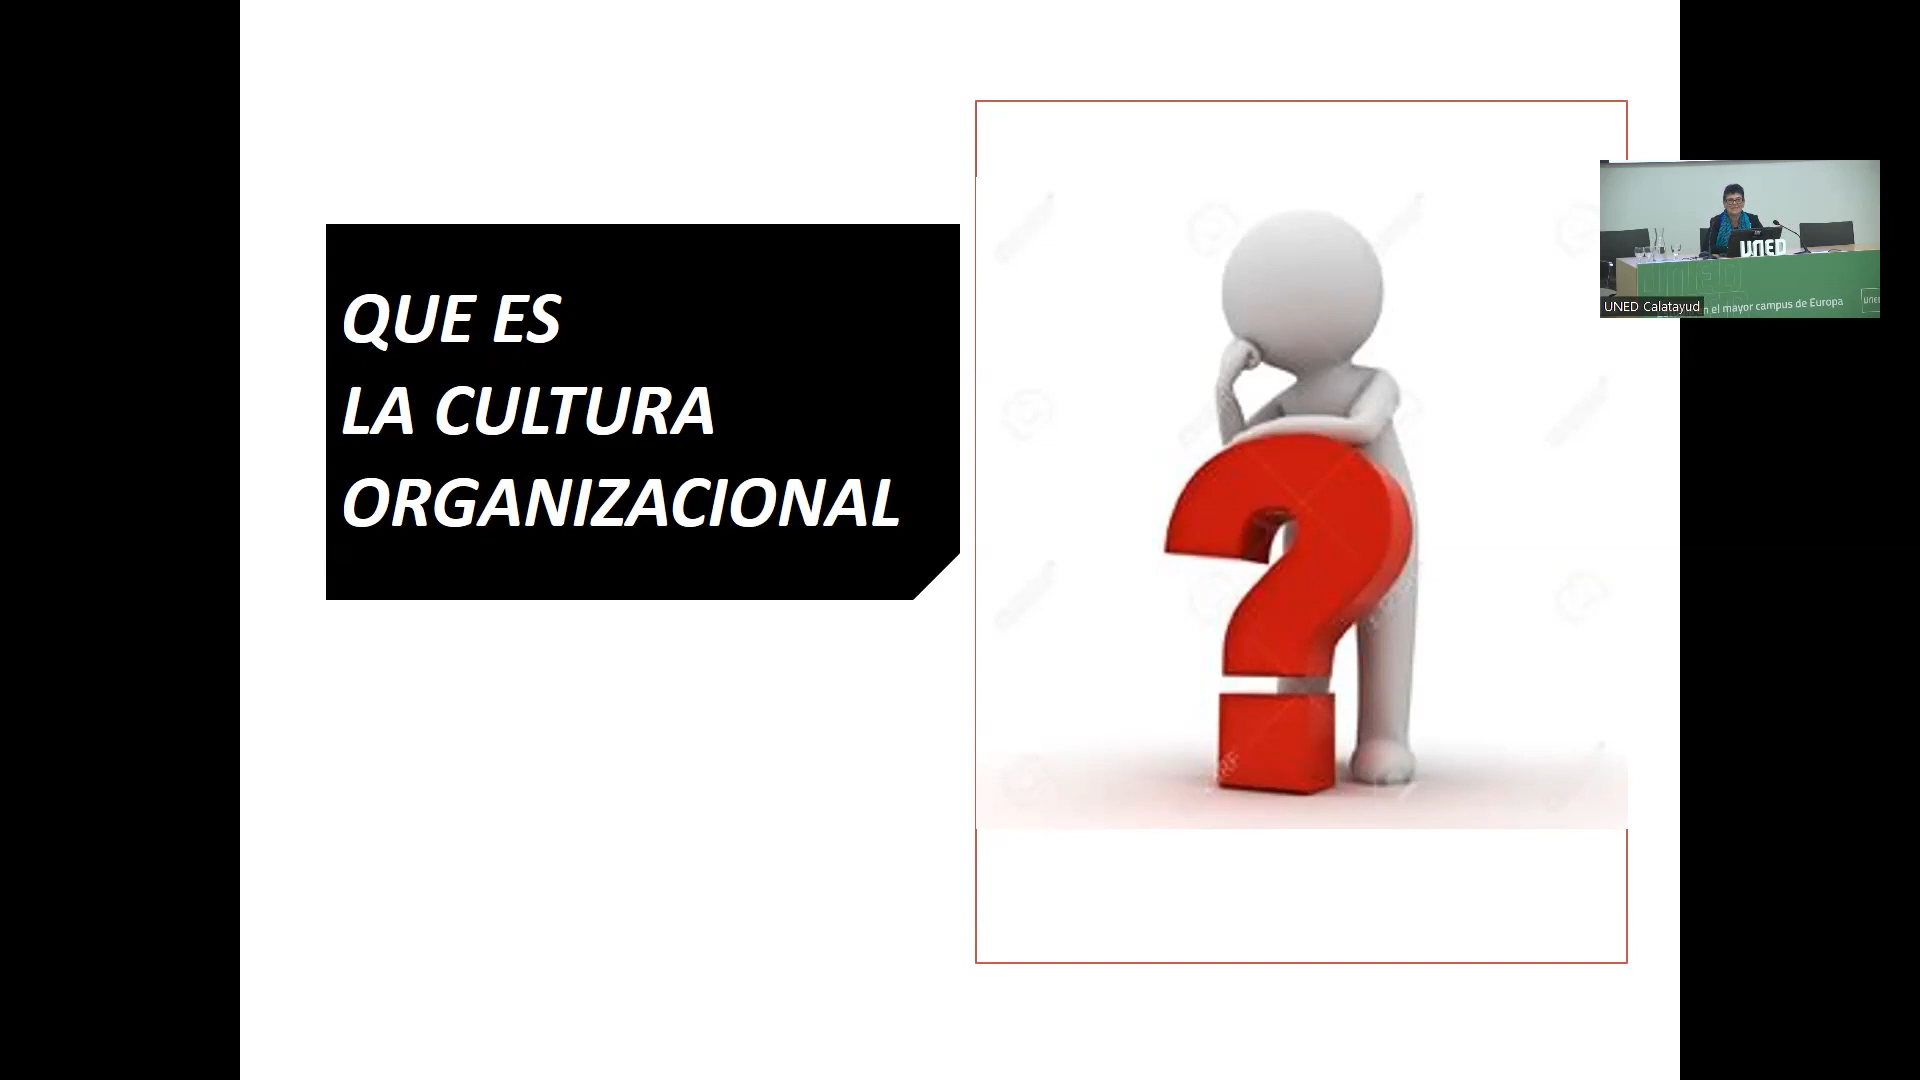 QUE ES
LA CULTURA
ORGANIZACIONAL
UNED
UNED Calatayud
n el mayor campus de Europa